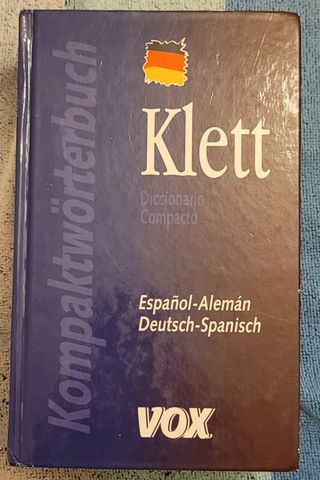 Kompaktwörterbuch
Klett
Diccionario
Compacto
Español-Alemán
Deutsch-Spanisch
VOX